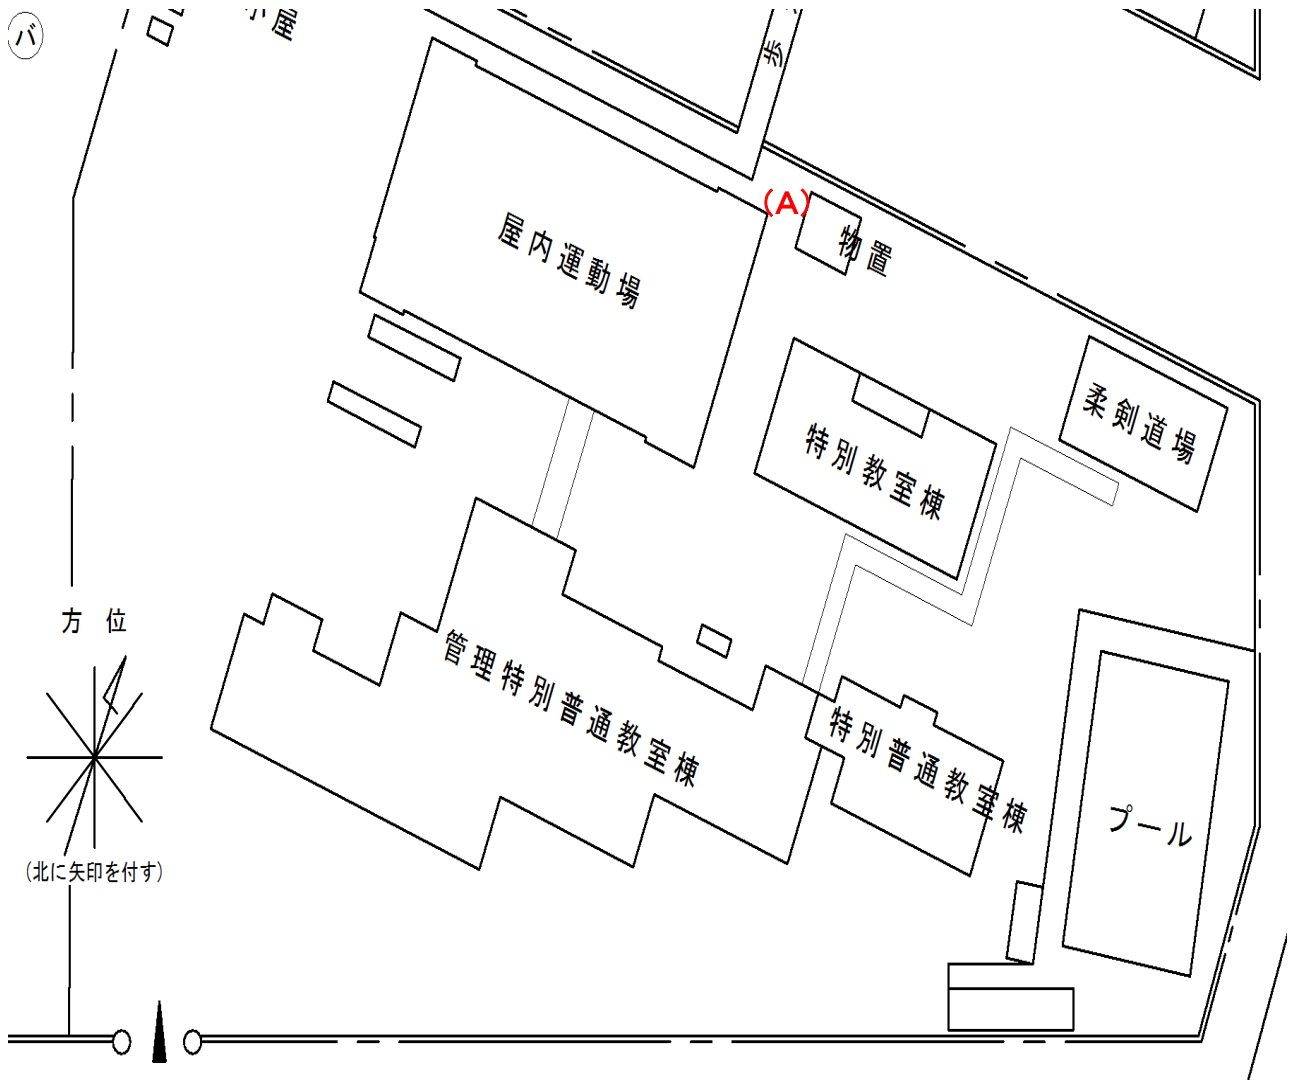 バ
小屋
歩
(A)
物置
屋内運動場
柔剣道場
特別教室棟
方位
管理特別普通教室棟
特別普通教室棟
プール
(北に矢印を付す)